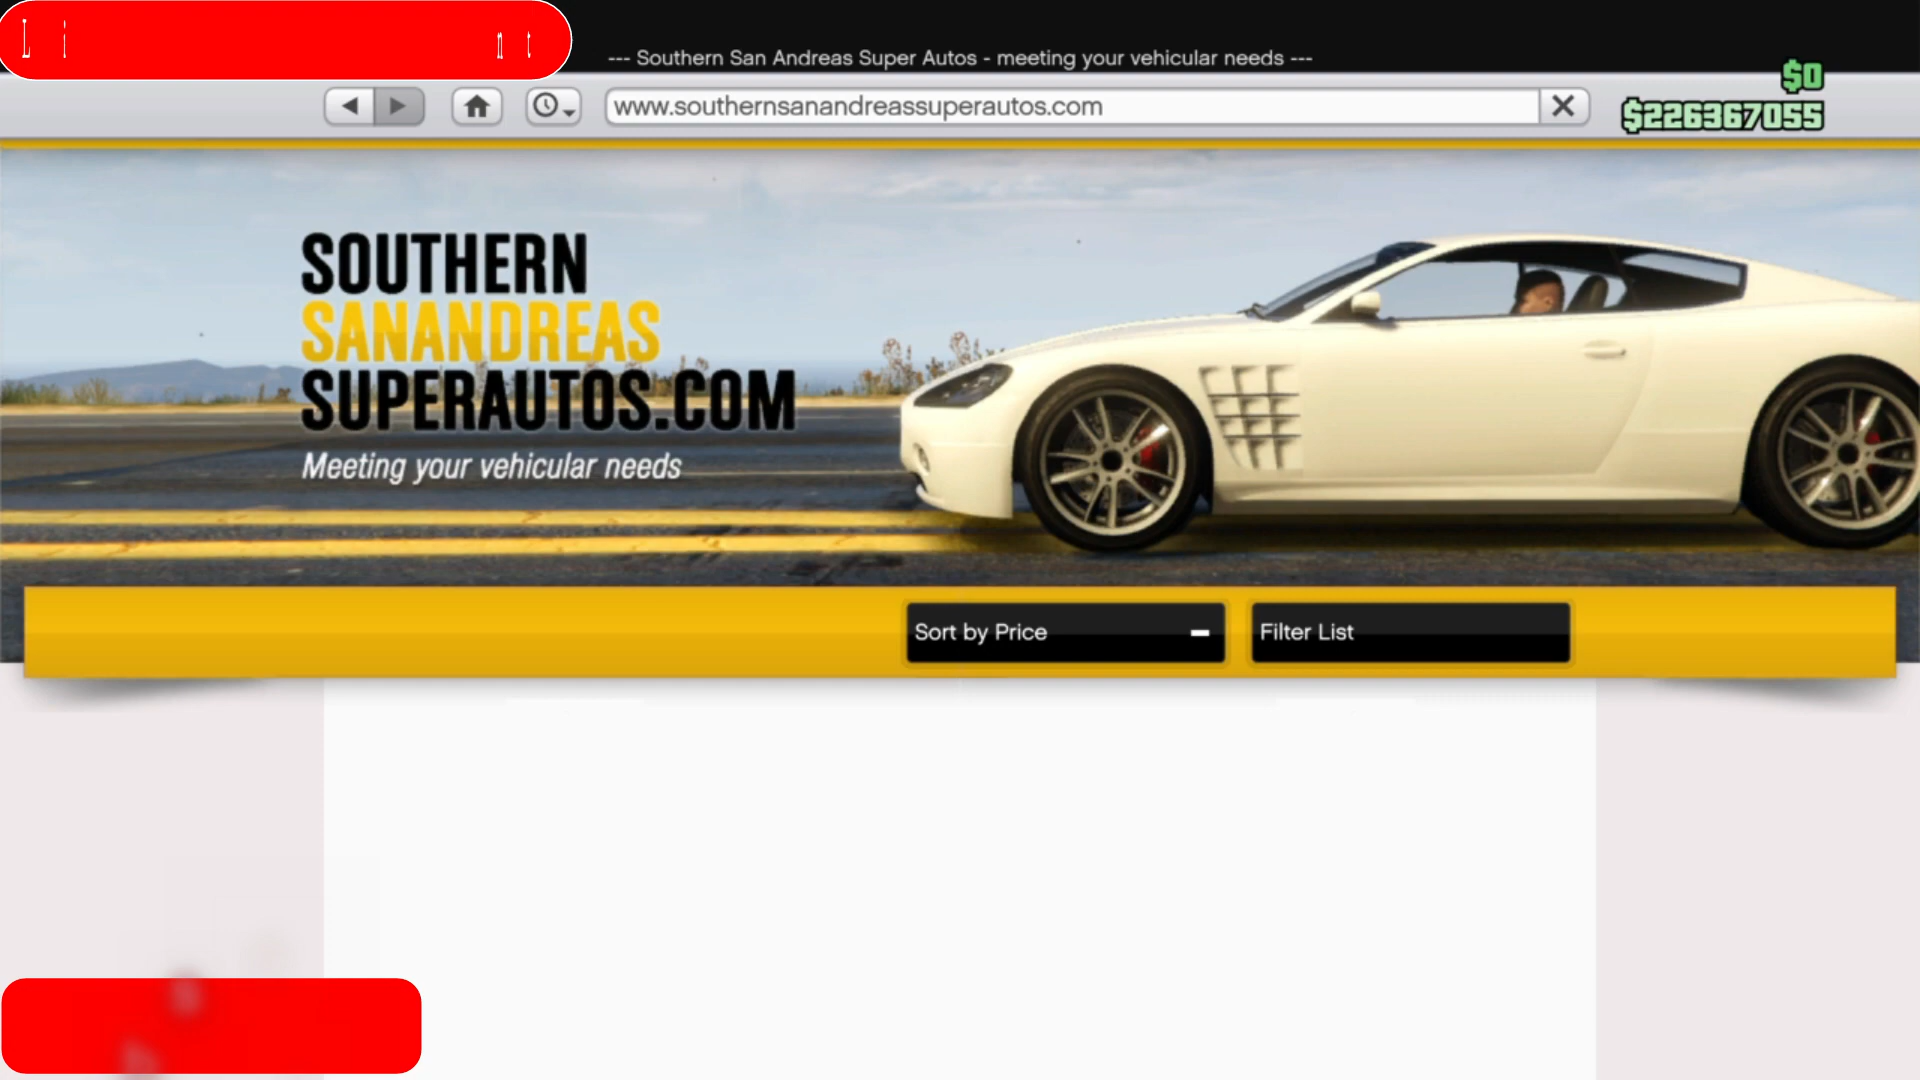 --- Southern San Andreas Super Autos - meeting your vehicular needs ---
$0
www.southernsanandreassuperautos.com
$226367055
SOUTHERN
SANANDREAS
SUPERAUTOS.COM
Meeting your vehicular needs
Sort by Price
Filter List